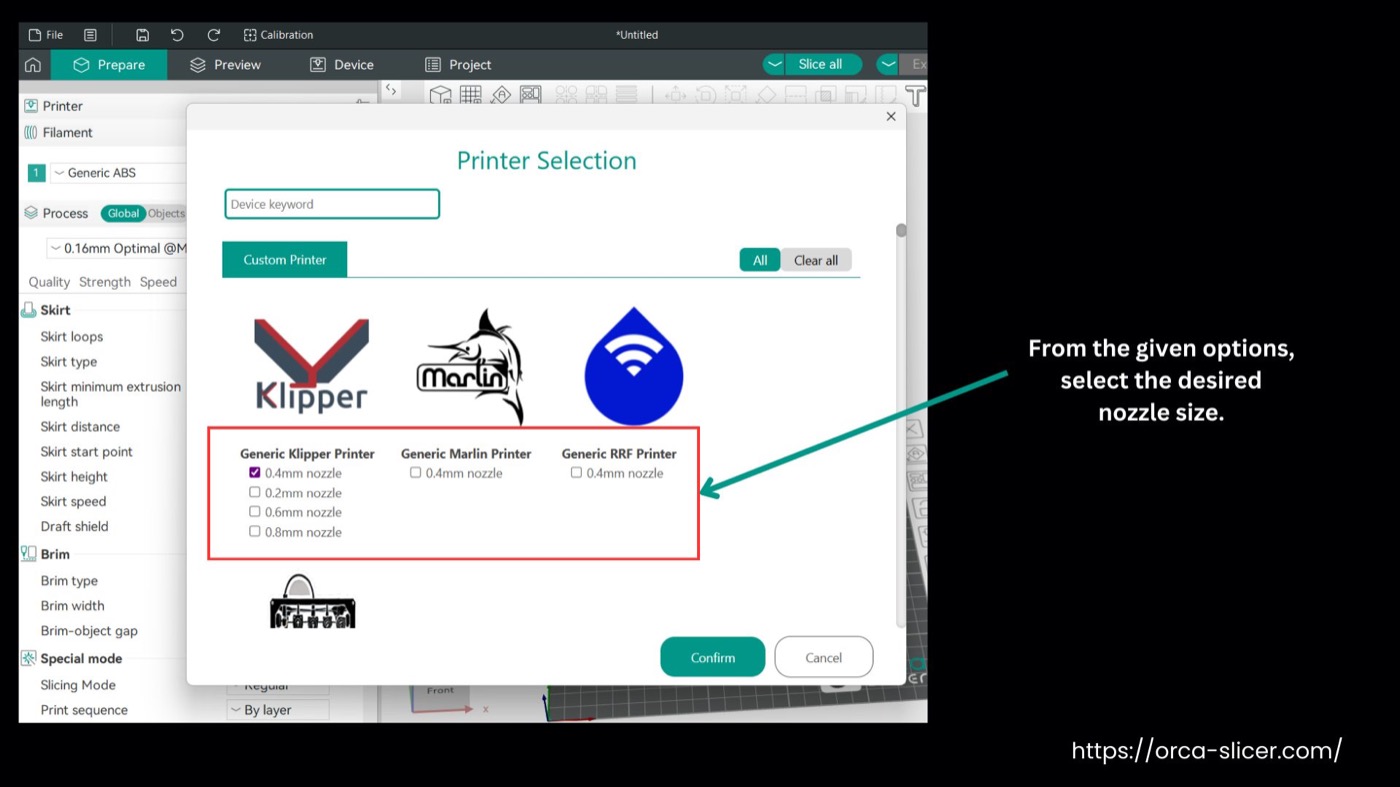 File
Calibration
*Untitled
Prepare
Preview
Device
Project
Slice all
Ex
Printer
Filament
1
Generic ABS
Process
Global
Objects
0.16mm Optimal @M
Quality
Strength
Speed
Skirt
Skirt loops
Skirt type
Skirt minimum extrusion
length
Skirt distance
Skirt start point
Skirt height
Skirt speed
Draft shield
Brim
Brim type
Brim width
Brim-object gap
Special mode
Slicing Mode
Regular
Print sequence
By layer
Printer Selection
Device keyword
Custom Printer
All
Clear all
Klipper
Marlin
Generic Klipper Printer
0.4mm nozzle
0.2mm nozzle
0.6mm nozzle
0.8mm nozzle
Generic Marlin Printer
0.4mm nozzle
Generic RRF Printer
0.4mm nozzle
Confirm
Cancel
Front
x
From the given options,
select the desired
nozzle size.
https://orca-slicer.com/